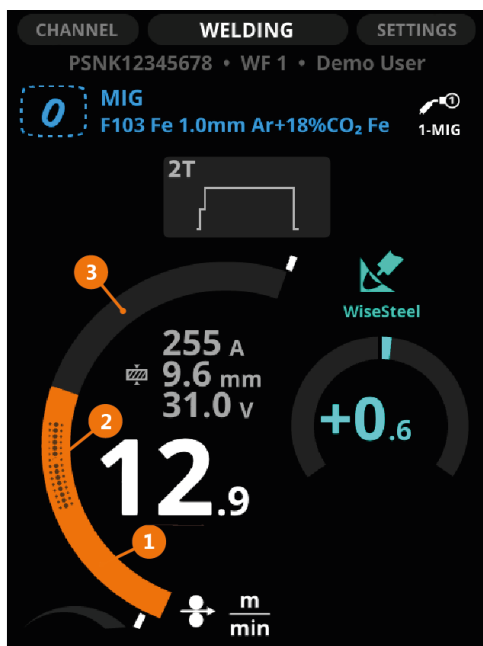 CHANNEL WELDING SETTINGS
PSNK12345678 • WF 1 • Demo User
0
MIG
F103 Fe 1.0mm Ar+18%CO₂ Fe
1
1-MIG
2T
3
WiseSteel
255 A
9.6 mm
31.0 V
+0.6
2
12.9
1
m
min